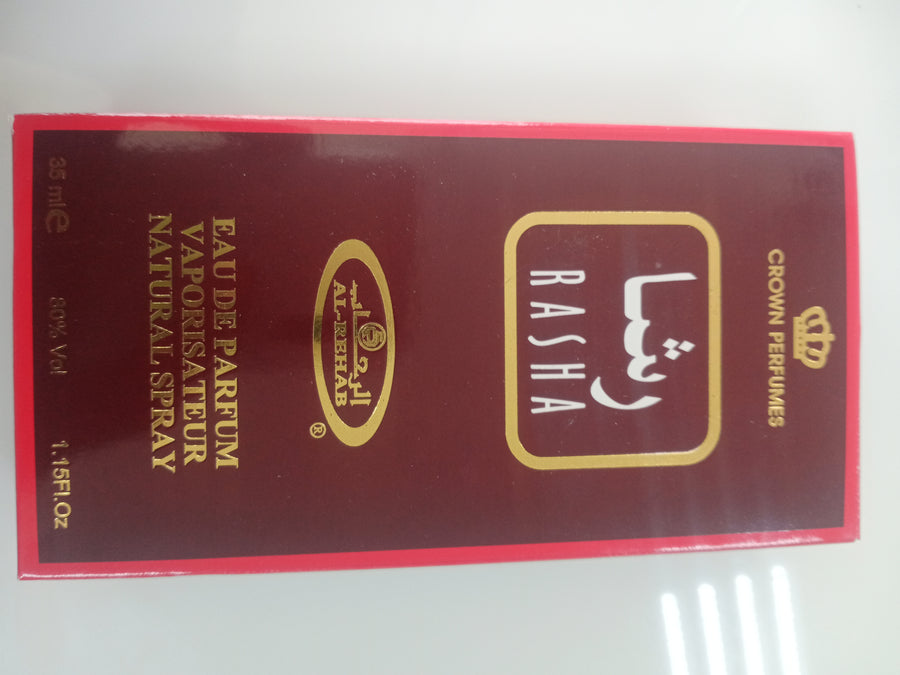 CROWN PERFUMES
رشا
RASHA
الرحاب
5
AL-REHAB
®
EAU DE PARFUM
VAPORISATEUR
NATURAL SPRAY
35 ml e 80% Vol 1.15Fl.Oz